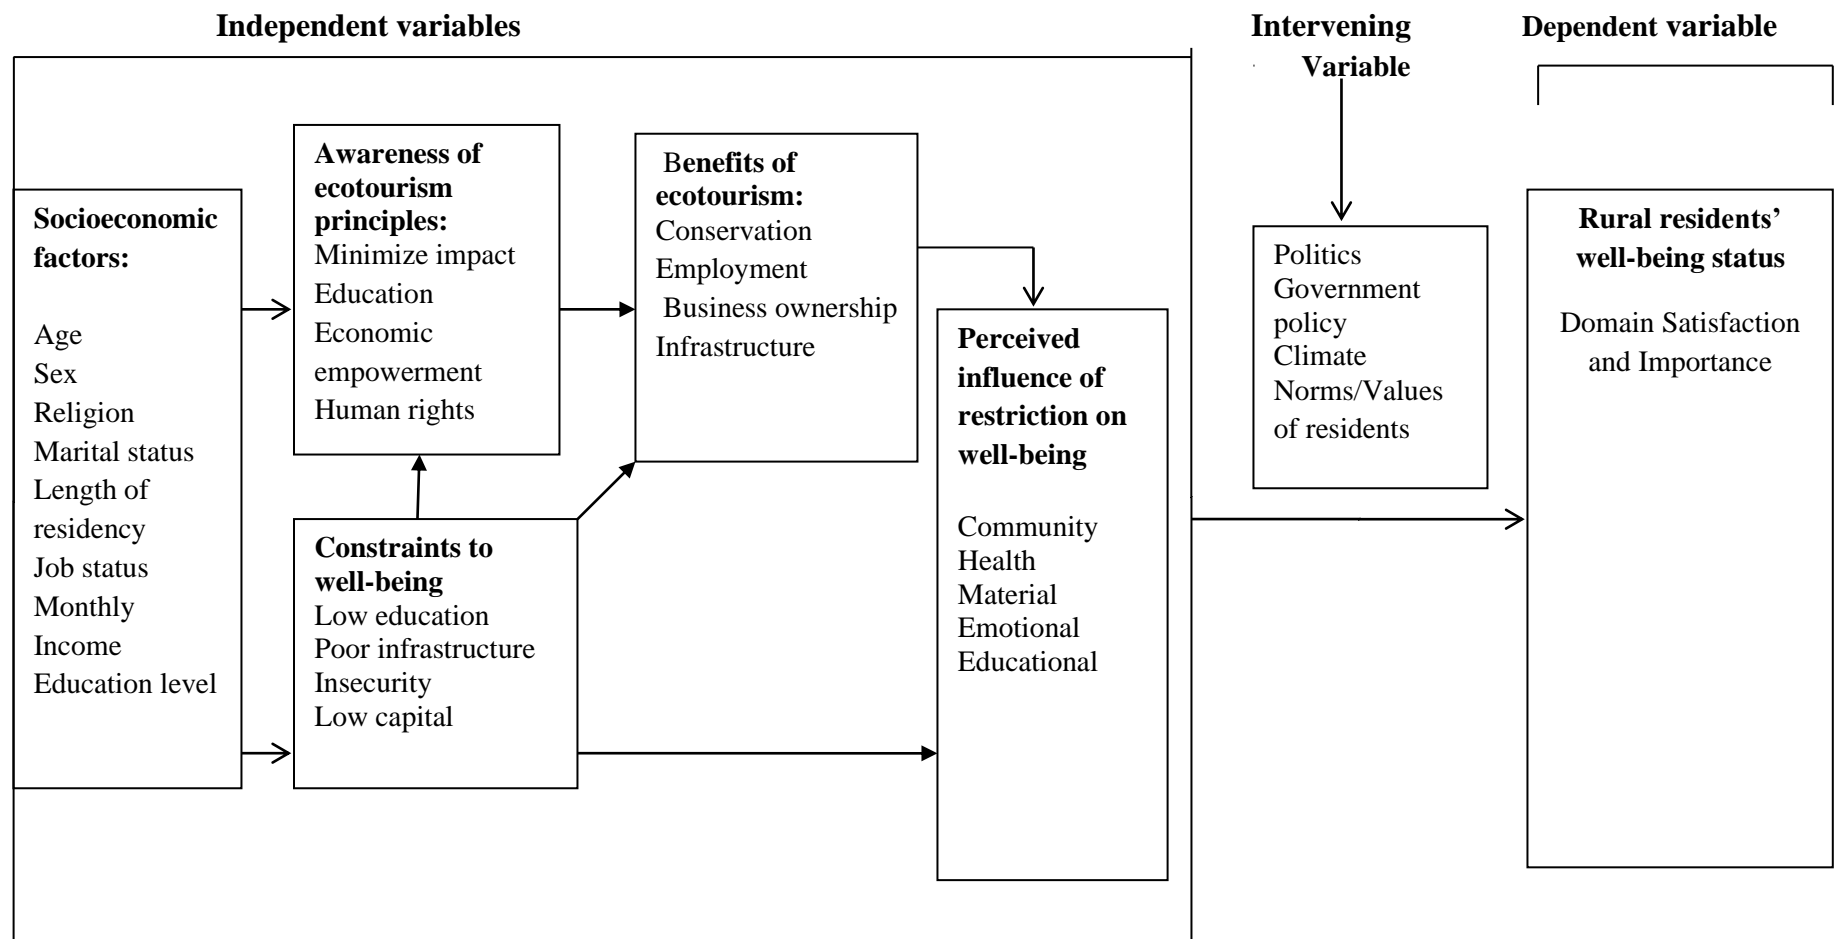 Independent variables
Intervening
Variable
Dependent variable
Socioeconomic
factors:
Age
Sex
Religion
Marital status
Length of
residency
Job status
Monthly
Income
Education level
Awareness of
ecotourism
principles:
Minimize impact
Education
Economic
empowerment
Human rights
Constraints to
well-being
Low education
Poor infrastructure
Insecurity
Low capital
Benefits of
ecotourism:
Conservation
Employment
Business ownership
Infrastructure
Perceived
influence of
restriction on
well-being
Community
Health
Material
Emotional
Educational
Politics
Government
policy
Climate
Norms/Values
of residents
Rural residents’
well-being status
Domain Satisfaction
and Importance